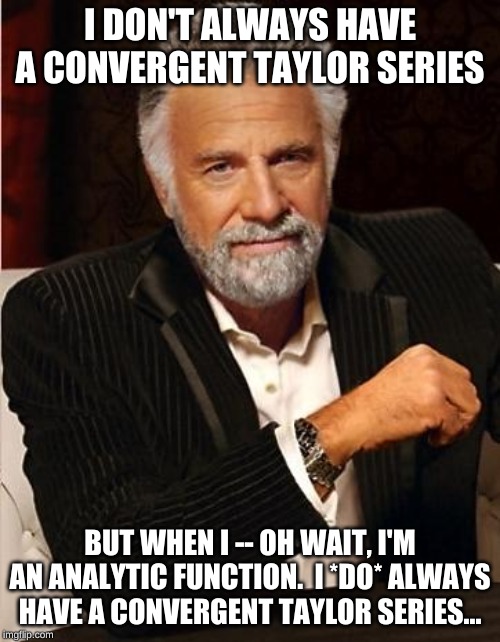 I DON'T ALWAYS HAVE
A CONVERGENT TAYLOR SERIES
BUT WHEN I -- OH WAIT, I'M
AN ANALYTIC FUNCTION.  I *DO* ALWAYS
HAVE A CONVERGENT TAYLOR SERIES...
imgflip.com